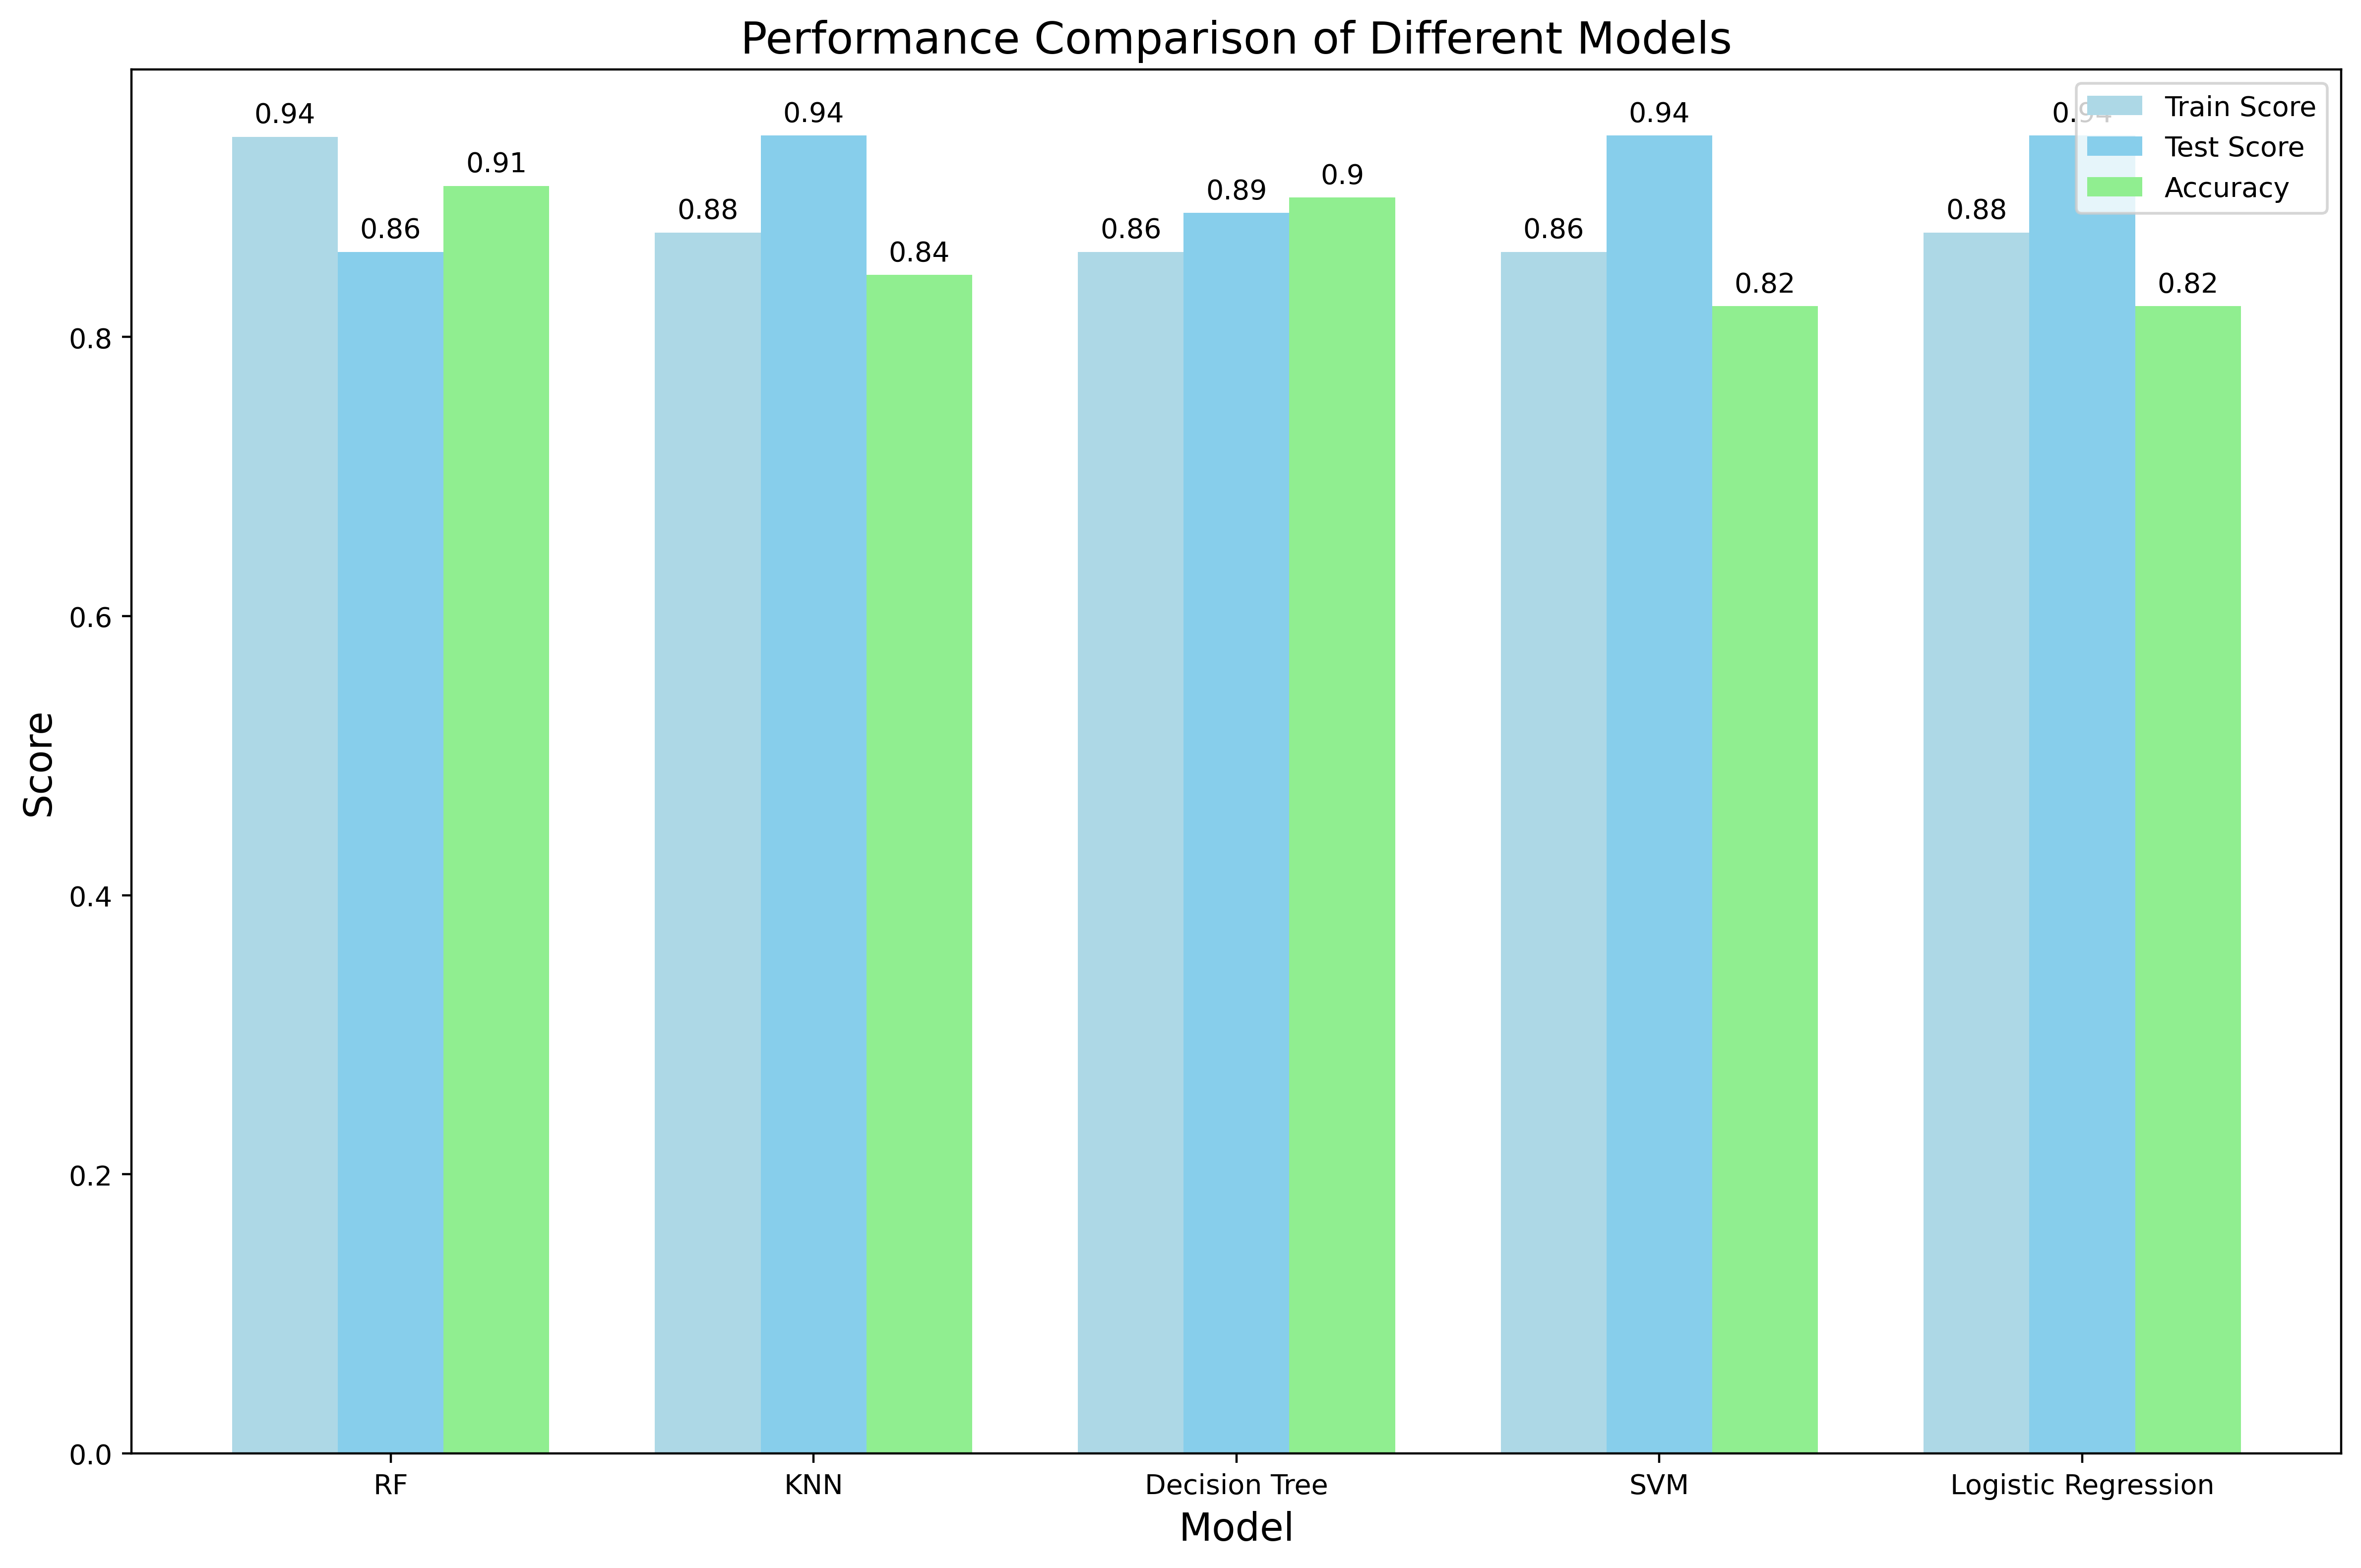 Performance Comparison of Different Models
0.94
0.86
0.91
0.88
0.94
0.84
0.86
0.89
0.9
0.86
0.94
0.82
0.88
0.94
0.82
Train Score
Test Score
Accuracy
Score
0.8
0.6
0.4
0.2
0.0
RF
KNN
Decision Tree
SVM
Logistic Regression
Model